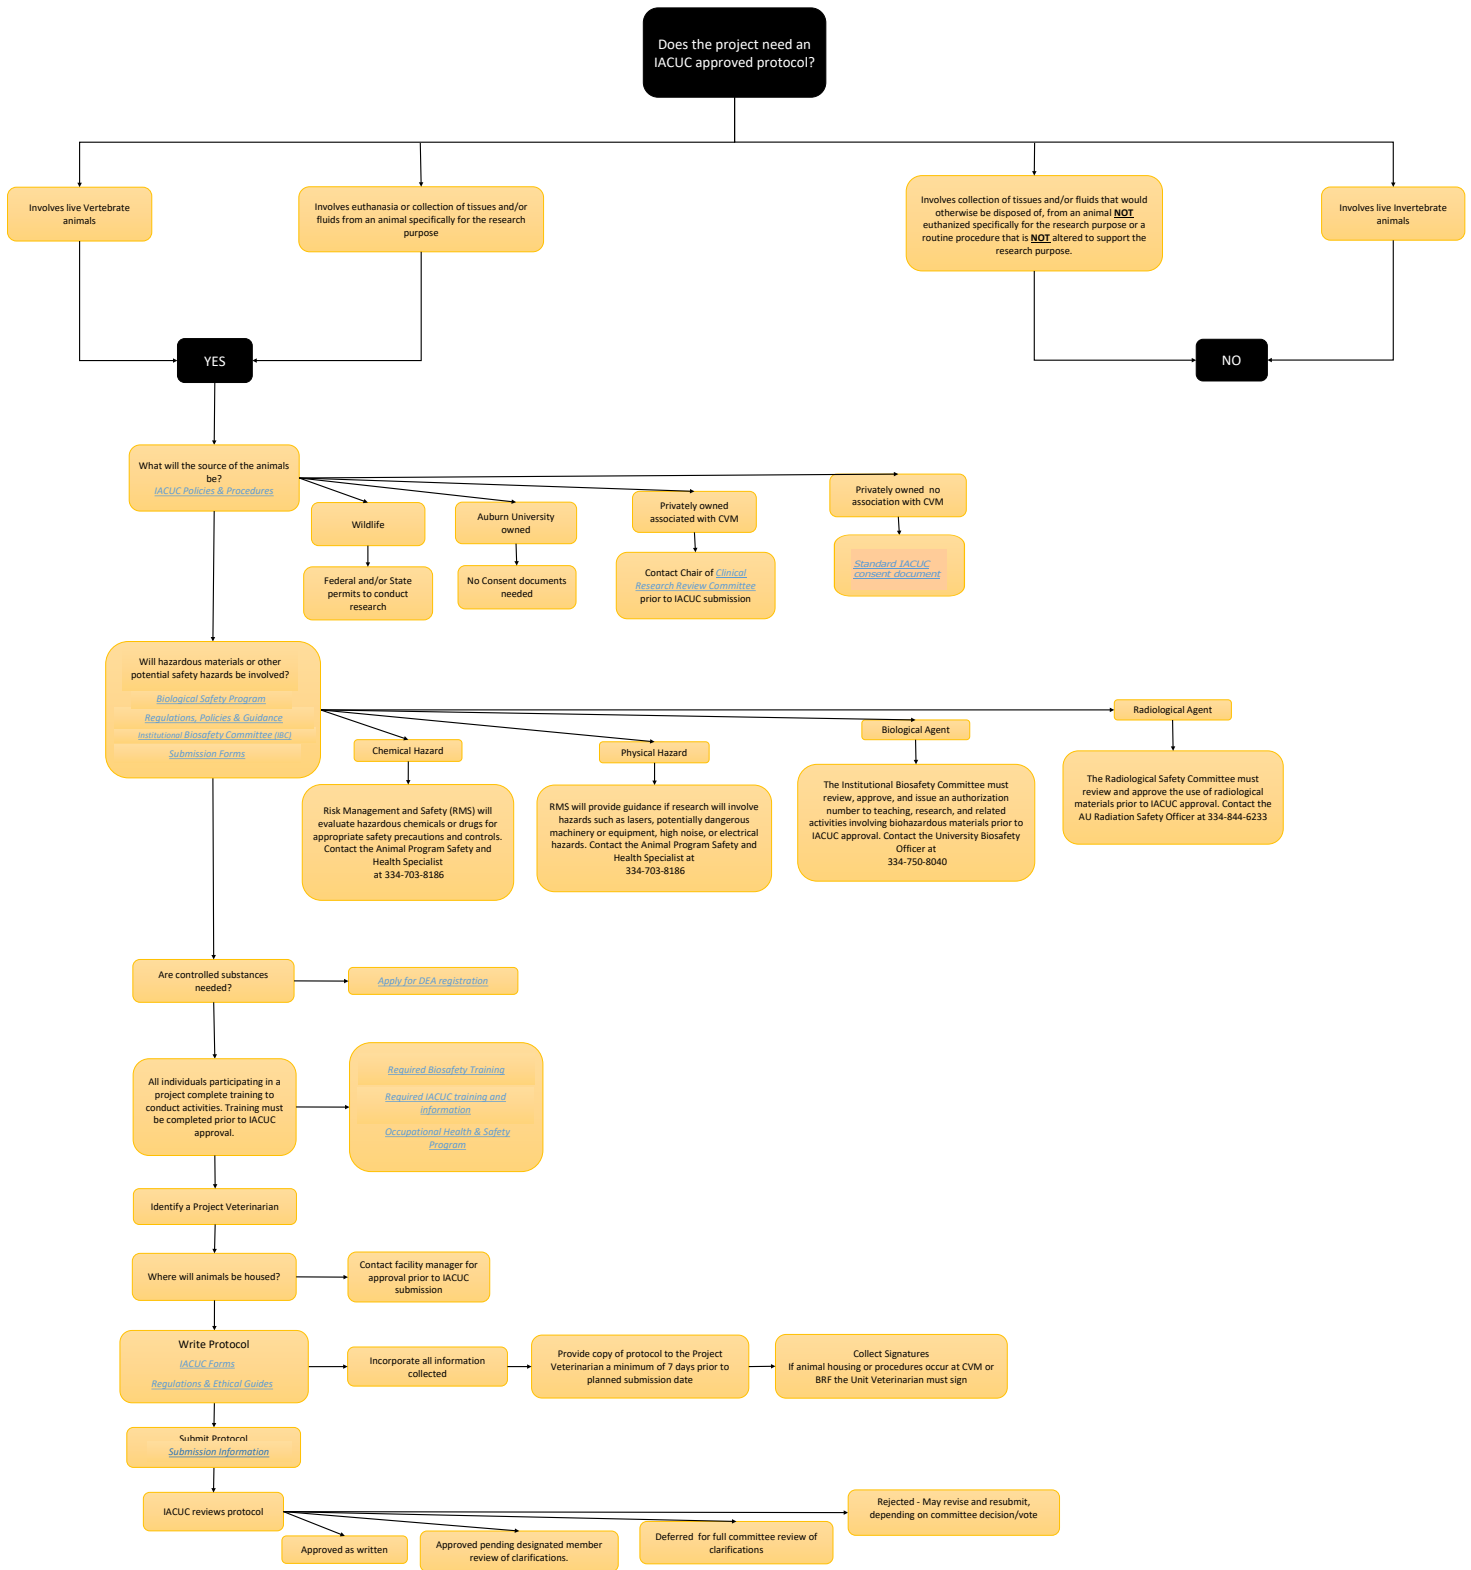 Does the project need an
IACUC approved protocol?
Involves live Vertebrate
animals
Involves euthanasia or collection of tissues and/or
fluids from an animal specifically for the research
purpose
Involves collection of tissues and/or fluids that would
otherwise be disposed of, from an animal NOT
euthanized specifically for the research purpose or a
routine procedure that is NOT altered to support the
research purpose.
Involves live Invertebrate
animals
YES
NO
What will the source of the animals
be?
IACUC Policies & Procedures
Wildlife
Auburn University
owned
Privately owned
associated with CVM
Privately owned no
association with CVM
Federal and/or State
permits to conduct
research
No Consent documents
needed
Contact Chair of Clinical
Research Review Committee
prior to IACUC submission
Standard IACUC
consent document
Will hazardous materials or other
potential safety hazards be involved?
Biological Safety Program
Regulations, Policies & Guidance
Institutional Biosafety Committee (IBC)
Submission Forms
Chemical Hazard
Physical Hazard
Biological Agent
Radiological Agent
Risk Management and Safety (RMS) will
evaluate hazardous chemicals or drugs for
appropriate safety precautions and controls.
Contact the Animal Program Safety and
Health Specialist
at 334-703-8186
RMS will provide guidance if research will involve
hazards such as lasers, potentially dangerous
machinery or equipment, high noise, or electrical
hazards. Contact the Animal Program Safety and
Health Specialist at
334-703-8186
The Institutional Biosafety Committee must
review, approve, and issue an authorization
number to teaching, research, and related
activities involving biohazardous materials prior to
IACUC approval. Contact the University Biosafety
Officer at
334-750-8040
The Radiological Safety Committee must
review and approve the use of radiological
materials prior to IACUC approval. Contact the
AU Radiation Safety Officer at 334-844-6233
Are controlled substances
needed?
Apply for DEA registration
All individuals participating in a
project complete training to
conduct activities. Training must
be completed prior to IACUC
approval.
Required Biosafety Training
Required IACUC training and
Information
Occupational Health & Safety
Program
Identify a Project Veterinarian
Where will animals be housed?
Contact facility manager for
approval prior to IACUC
submission
Write Protocol
IACUC Forms
Regulations & Ethical Guides
Incorporate all information
collected
Provide copy of protocol to the Project
Veterinarian a minimum of 7 days prior to
planned submission date
Collect Signatures
If animal housing or procedures occur at CVM or
BRF the Unit Veterinarian must sign
Submit Protocol
Submission Information
IACUC reviews protocol
Approved as written
Approved pending designated member
review of clarifications.
Deferred for full committee review of
clarifications
Rejected - May revise and resubmit,
depending on committee decision/vote